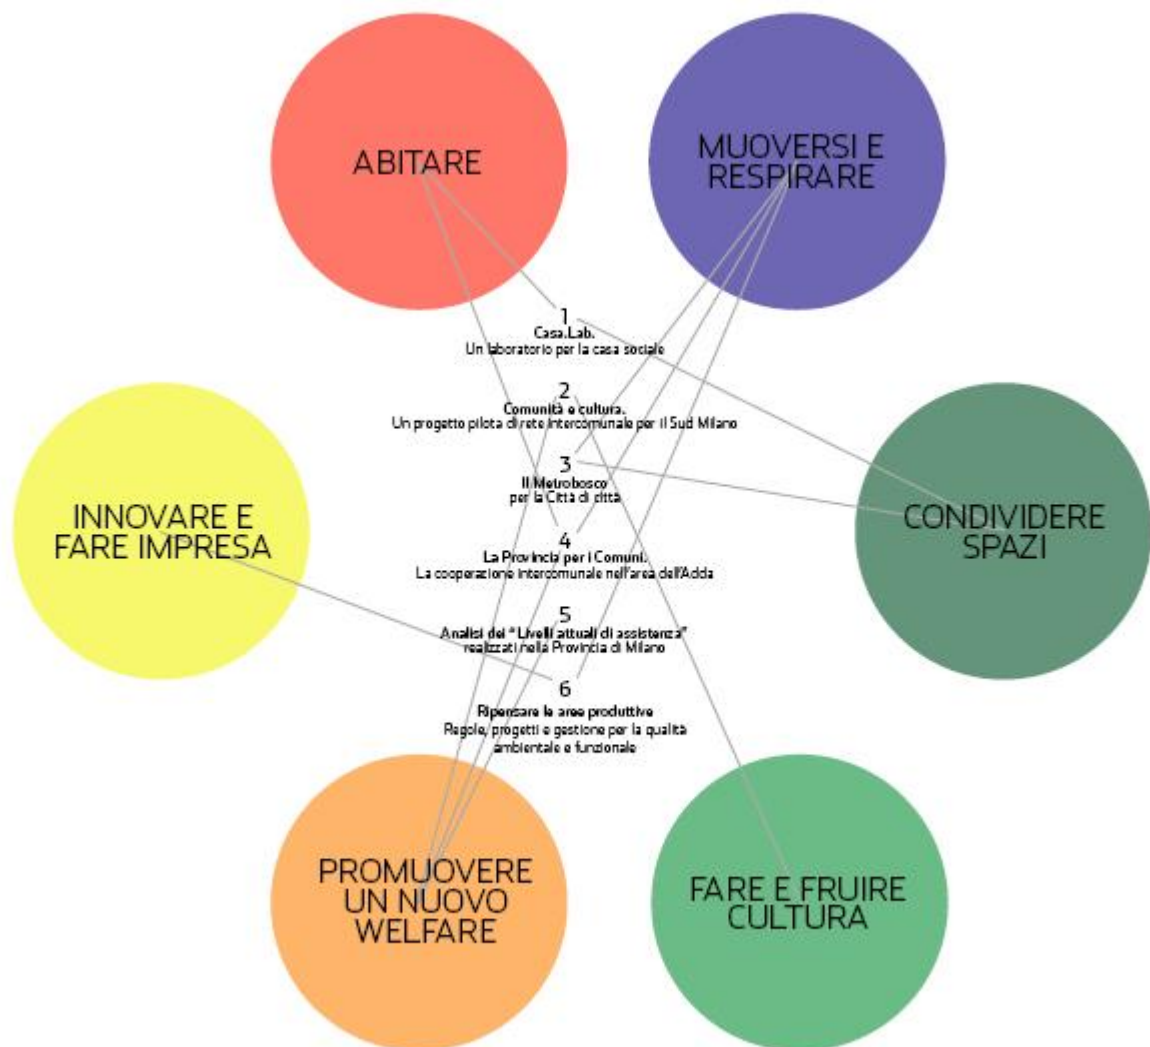 ABITARE
MUOVERSI E
RESPIRARE
1
Casa.Lab.
Un laboratorio per la casa sociale
2
Comunità e cultura.
Un progetto pilota di rete intercomunale per il Sud Milano
3
Il Metrobosco
per la Città di città
INNOVARE E
FARE IMPRESA
CONDIVIDERE
SPAZI
4
La Provincia per i Comuni.
La cooperazione intercomunale nell'area dell'Adda
5
Analisi dei "Livelli attuali di assistenza"
realizzati nella Provincia di Milano
6
Ripensare le aree produttive
Regole, progetti e gestione per la qualità
ambientale e funzionale
PROMUOVERE
UN NUOVO
WELFARE
FARE E FRUIRE
CULTURA